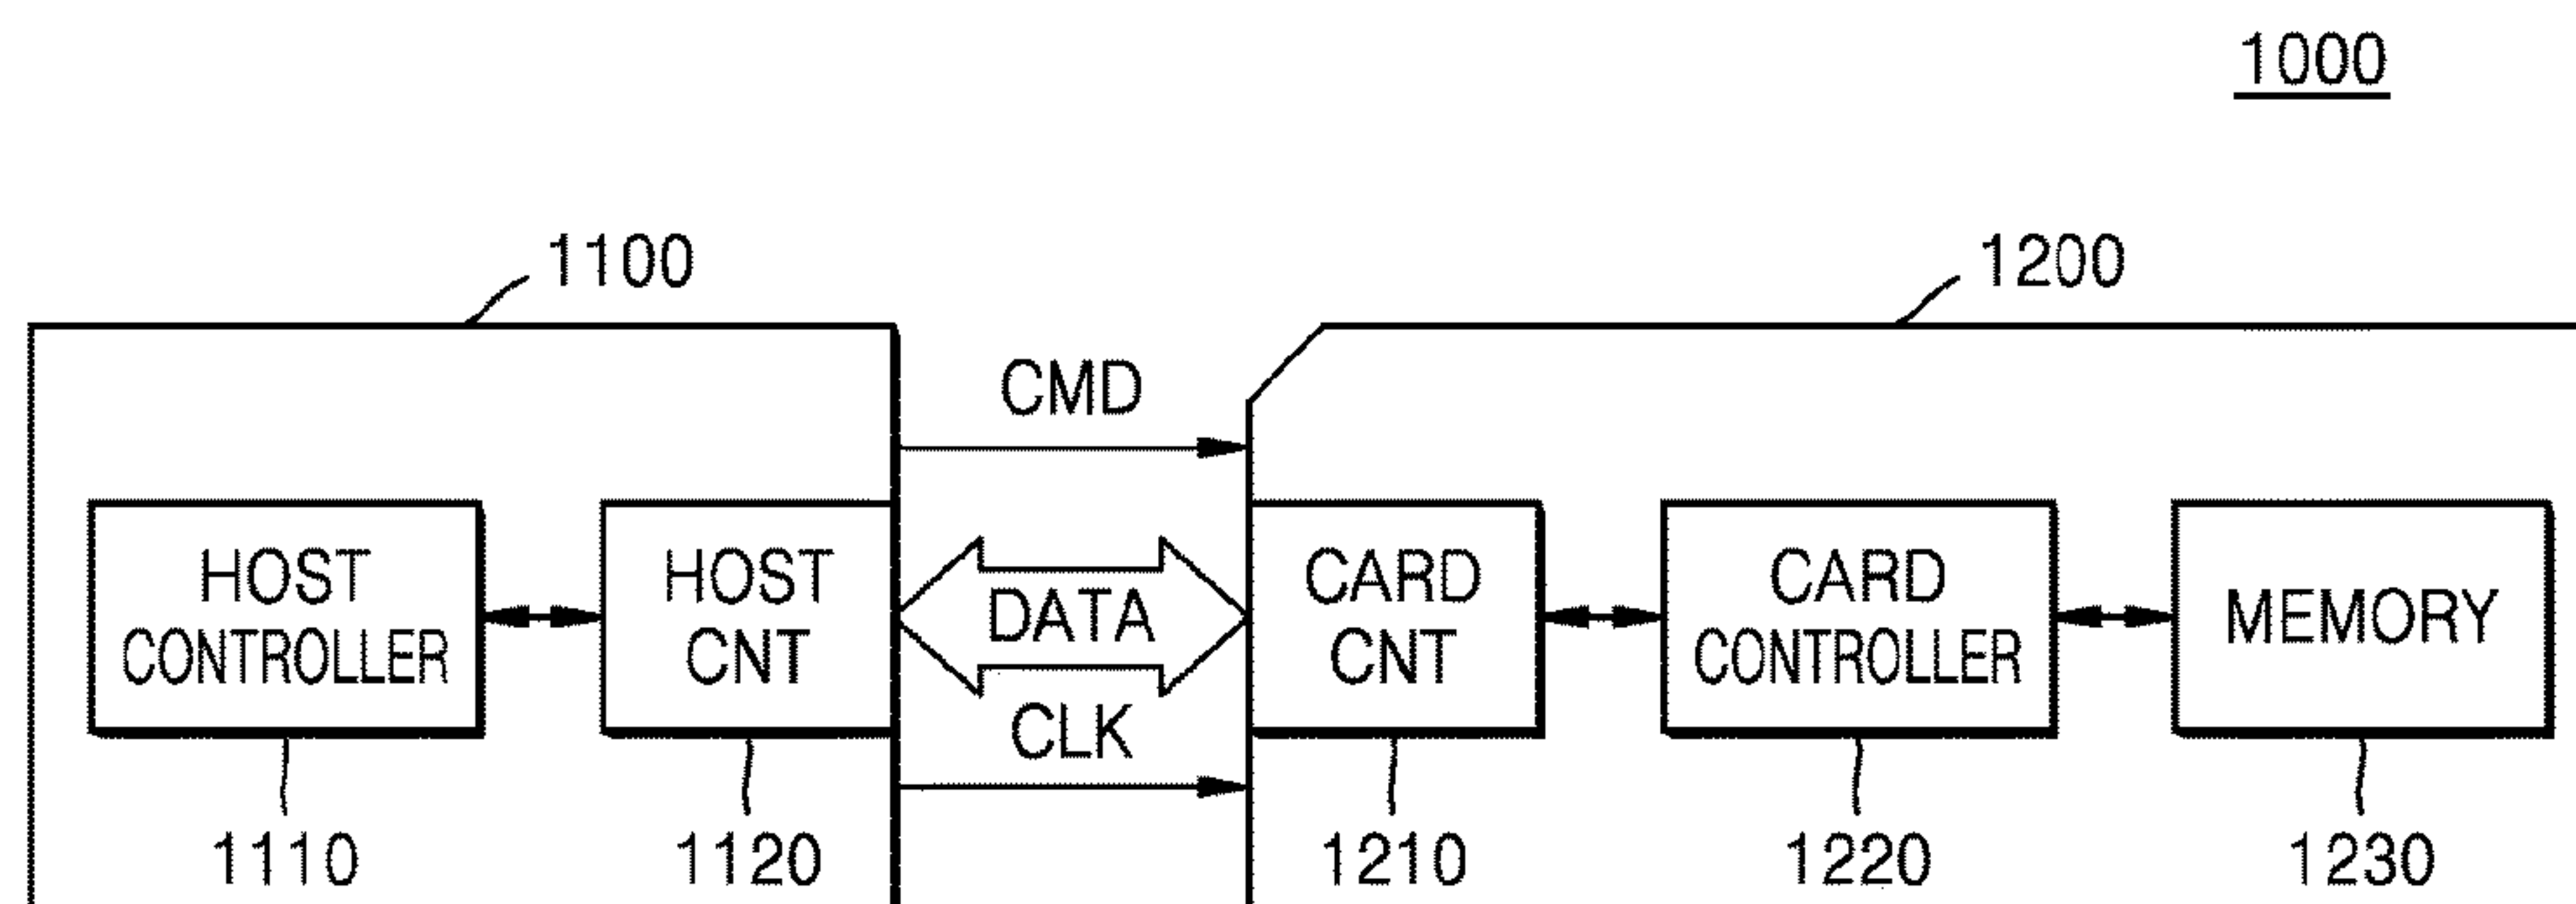 1000
1100
1200
CMD
HOST
CONTROLLER
HOST
CNT
DATA
CARD
CNT
CARD
CONTROLLER
MEMORY
CLK
1110
1120
1210
1220
1230